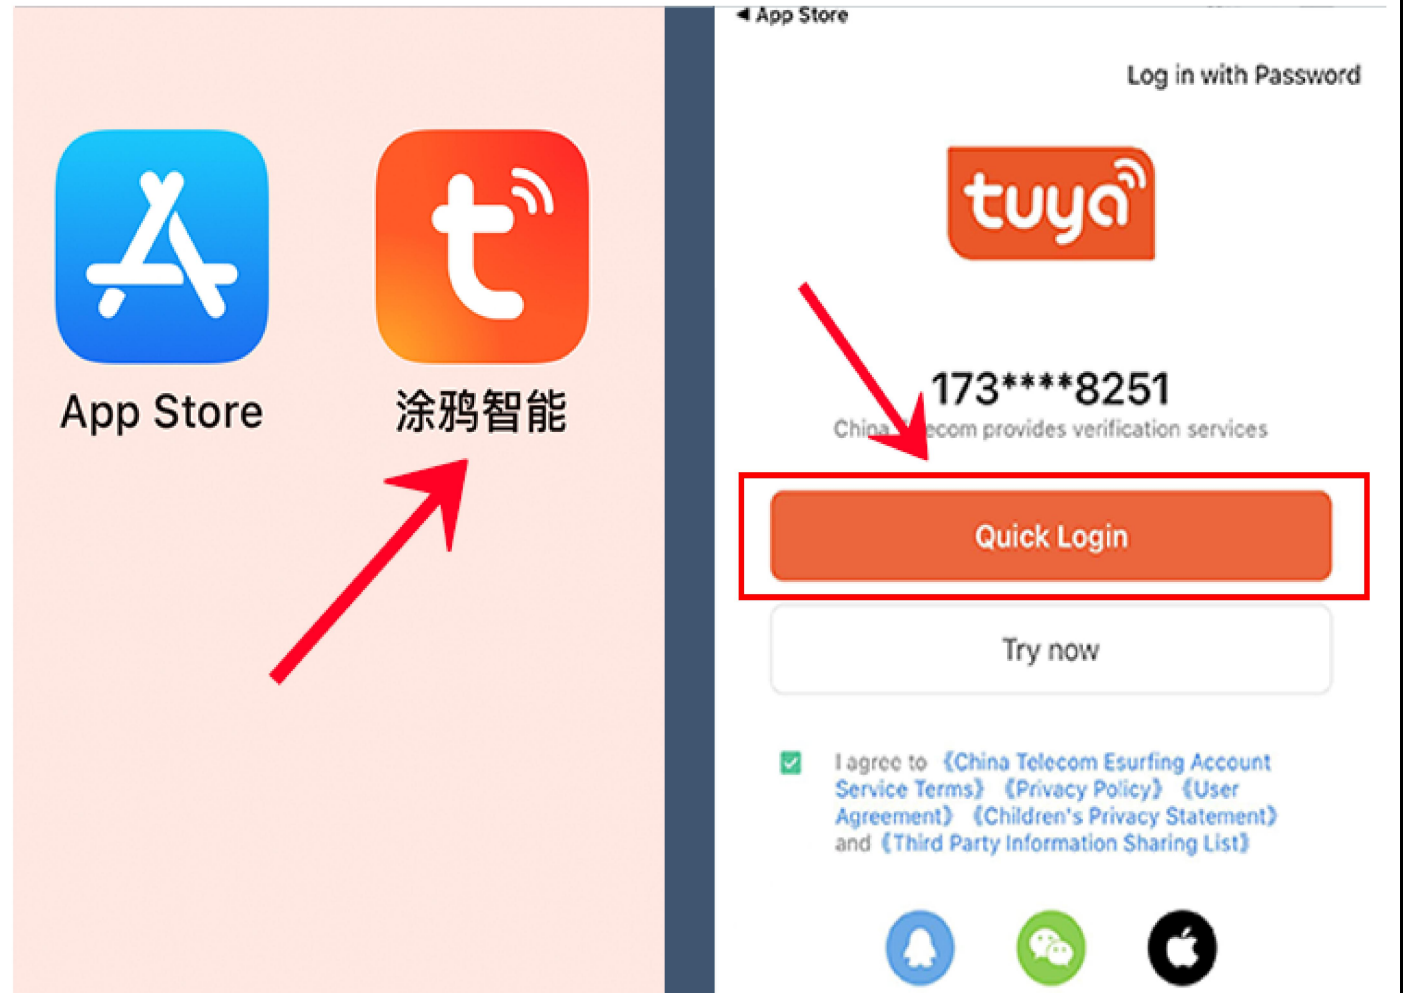 App Store
涂鸦智能
◀ App Store
Log in with Password
tuya
173****8251
China Telecom provides verification services
Quick Login
Try now
I agree to 《China Telecom Esurfing Account
Service Terms》 《Privacy Policy》 《User
Agreement》 《Children's Privacy Statement》
and 《Third Party Information Sharing List》